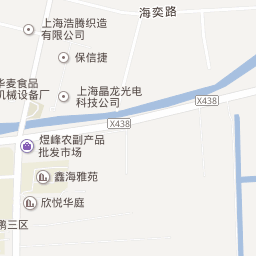 海奕路
上海浩腾织造
有限公司
保信捷
华麦食品
机械设备厂
上海晶龙光电
科技公司
X438
X438
煜峰农副产品
批发市场
鑫海雅苑
欣悦华庭
鹏三区